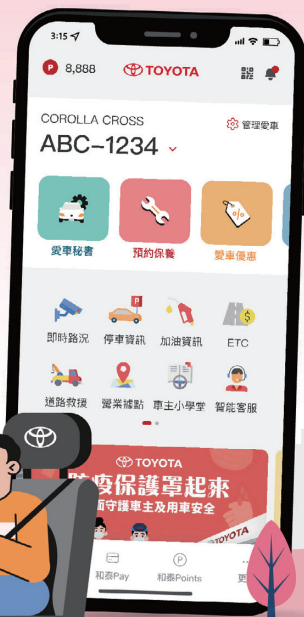 3:15
P 8,888
TOYOTA
COROLLA CROSS
管理愛車
ABC-1234
愛車秘書
預約保養
愛車優惠
P
即時路況
停車資訊
加油資訊
ETC
道路救援
營業據點
車主小學堂
智能客服
TOYOTA
防疫保護罩起來
面守護車主及用車安全
TOYOTA
和泰Pay
P
和泰Points
更